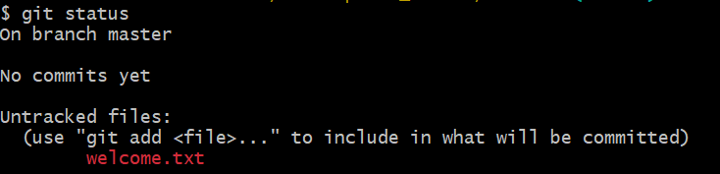 $ git status
On branch master
No commits yet
Untracked files:
(use "git add <file>..." to include in what will be committed)
welcome.txt